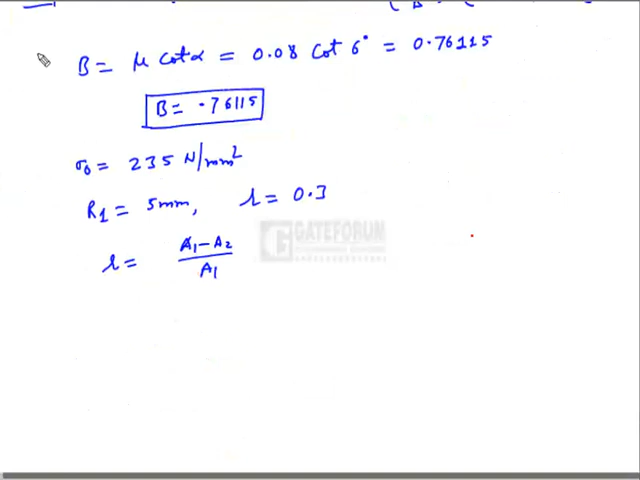 B = μ cot α = 0.08 cot 6° = 0.76115
B = .76115
σ₀ = 235 N/mm²
R₁ = 5mm, r = 0.3
GATEFORUM
r = (A₁ - A₂) / A₁